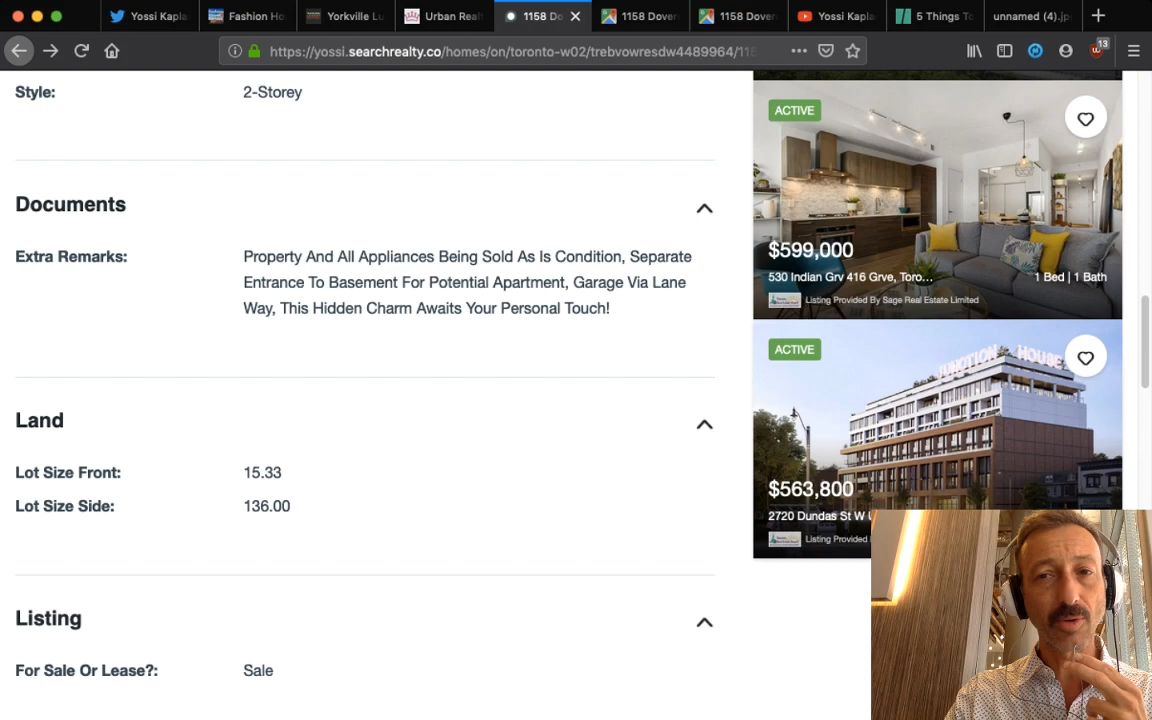 Yossi Kapla
Fashion Ho
Yorkville Lu
Urban Real
1158 Do
1158 Dover
1158 Dover
Yossi Kapla
5 Things To
unnamed (4).jp
https://yossi.searchrealty.co/homes/on/toronto-w02/trebvowresdw4489964/115
13
Style:
2-Storey
Documents
Extra Remarks:
Property And All Appliances Being Sold As Is Condition, Separate
Entrance To Basement For Potential Apartment, Garage Via Lane
Way, This Hidden Charm Awaits Your Personal Touch!
Land
Lot Size Front:
15.33
Lot Size Side:
136.00
Listing
For Sale Or Lease?:
Sale
ACTIVE
$599,000
530 Indian Grv 416 Grve, Toro...
1 Bed | 1 Bath
Listing Provided By Sage Real Estate Limited
ACTIVE
JUNCTION HOUSE
$563,800
2720 Dundas St W
Listing Provided